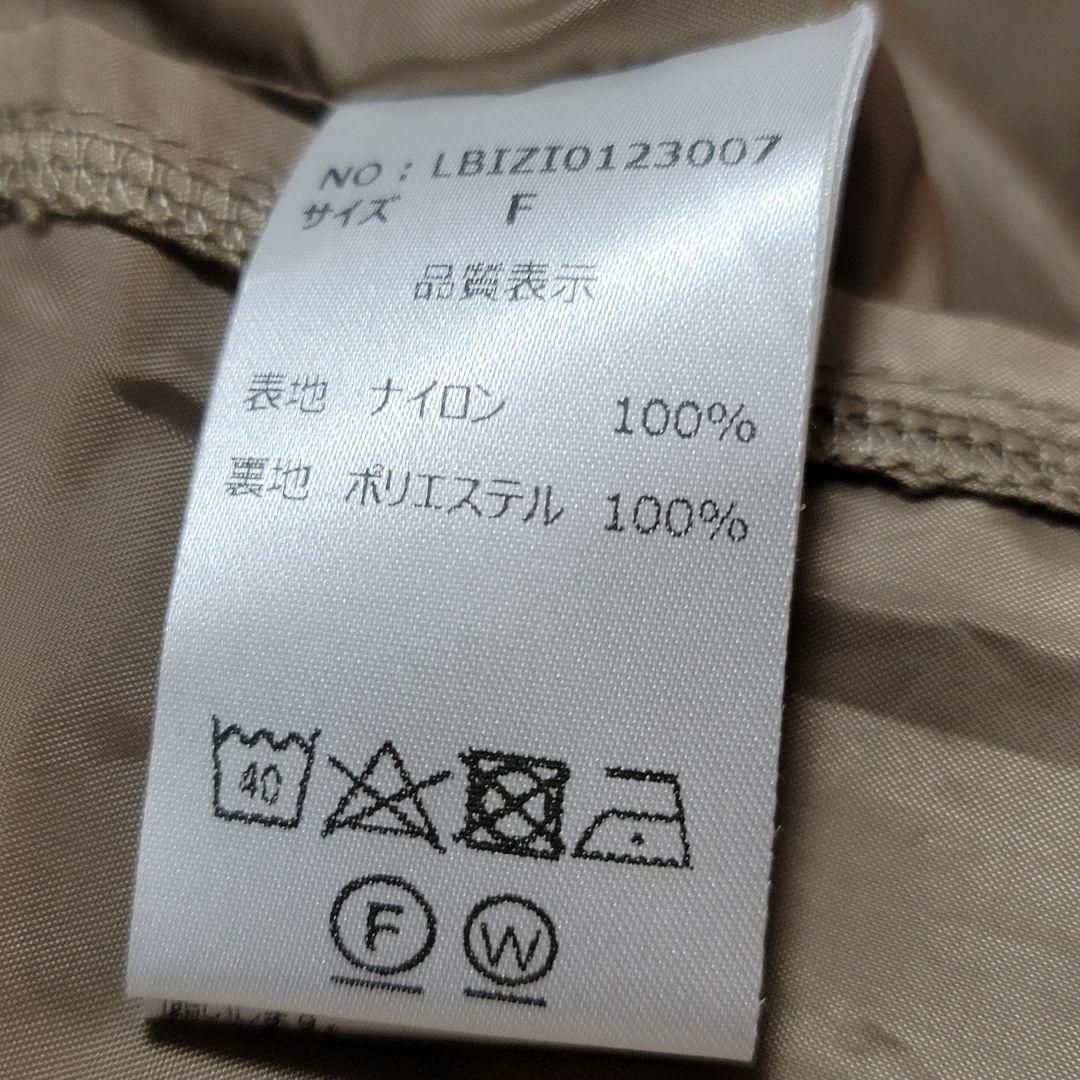 NO : LBIZI0123007
サイズ F
品質表示
表地 ナイロン 100%
裏地 ポリエステル 100%
40
F W